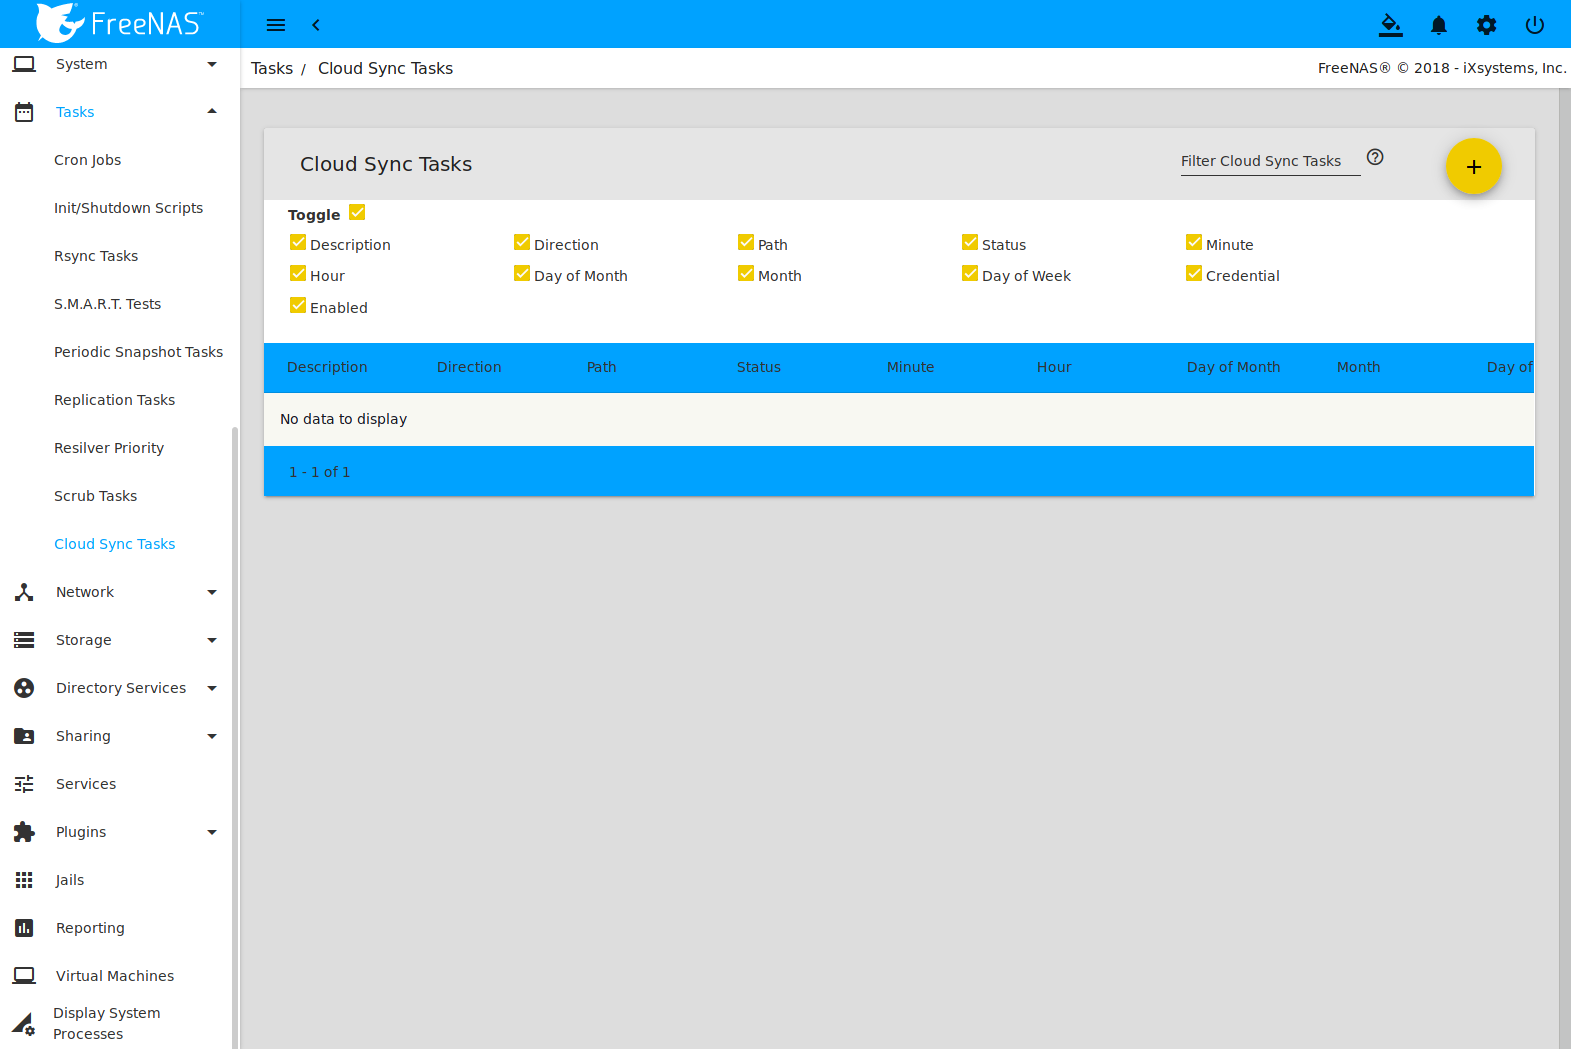 FreeNAS™
System
Tasks
Cron Jobs
Init/Shutdown Scripts
Rsync Tasks
S.M.A.R.T. Tests
Periodic Snapshot Tasks
Replication Tasks
Resilver Priority
Scrub Tasks
Cloud Sync Tasks
Network
Storage
Directory Services
Sharing
Services
Plugins
Jails
Reporting
Virtual Machines
Display System
Processes
Tasks / Cloud Sync Tasks
FreeNAS® © 2018 - iXsystems, Inc.
Cloud Sync Tasks
Filter Cloud Sync Tasks
Toggle
Description Direction Path Status Minute
Hour Day of Month Month Day of Week Credential
Enabled
Description Direction Path Status Minute Hour Day of Month Month Day of
No data to display
1 - 1 of 1